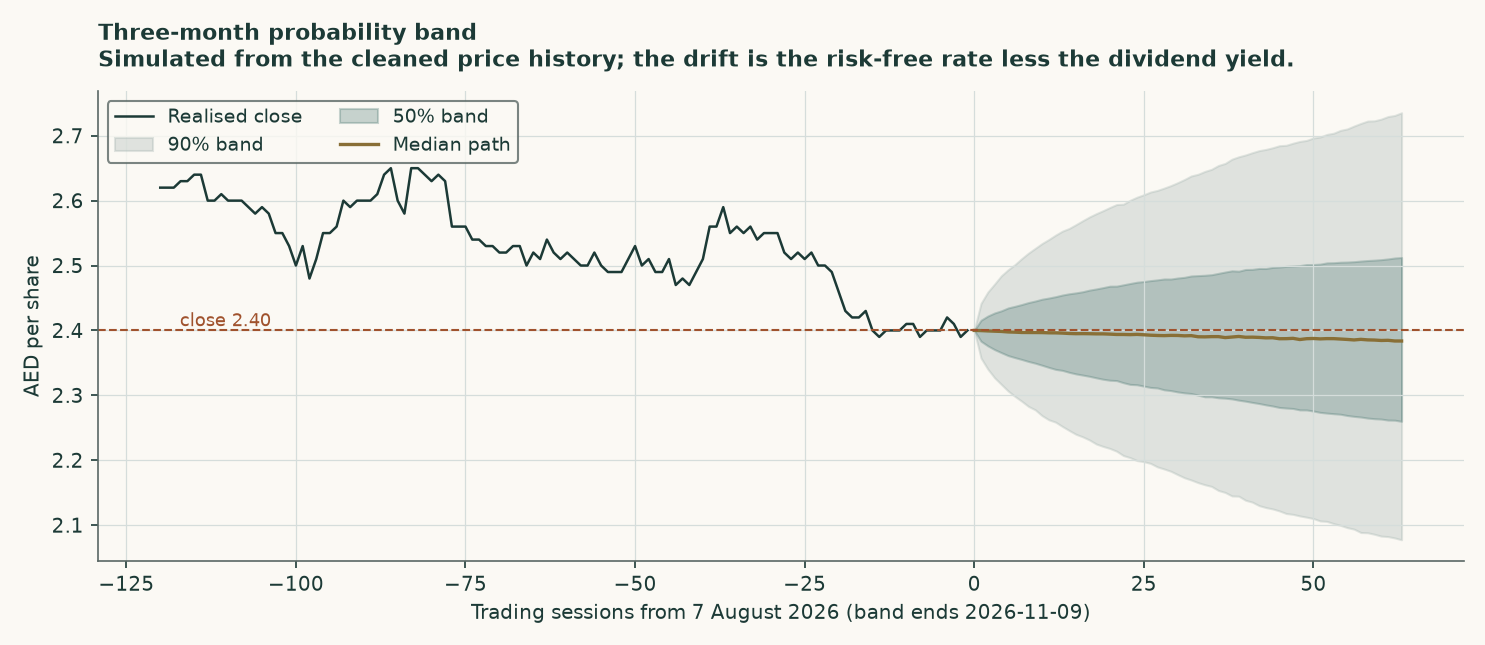 Three-month probability band
Simulated from the cleaned price history; the drift is the risk-free rate less the dividend yield.
Realised close
90% band
50% band
Median path
AED per share
2.7
2.6
2.5
2.4
2.3
2.2
2.1
close 2.40
−125
−100
−75
−50
−25
0
25
50
Trading sessions from 7 August 2026 (band ends 2026-11-09)